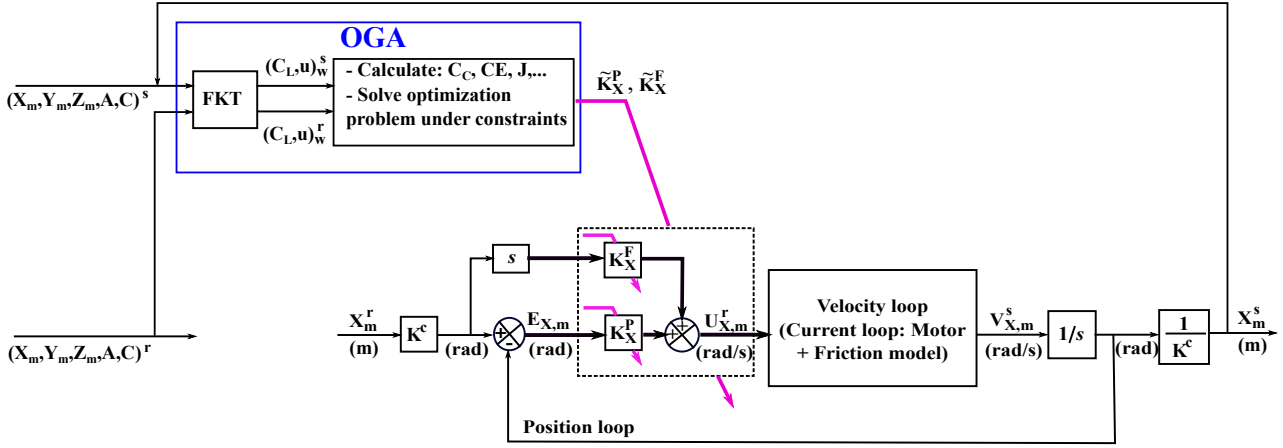 OGA
(C_L,u)_w^s
- Calculate: C_C, CE, J,...
- Solve optimization
problem under constraints
FKT
(C_L,u)_w^r
(X_m,Y_m,Z_m,A,C)^s
K̃_X^P , K̃_X^F
s
K_X^F
X_m^r
(m)
K^c
(rad)
+
-
E_X,m
(rad)
K_X^P
+
+
U_X,m^r
(rad/s)
Velocity loop
(Current loop: Motor
+ Friction model)
V_X,m^s
(rad/s)
1/s
(rad)
1
K^c
X_m^s
(m)
(X_m,Y_m,Z_m,A,C)^r
Position loop